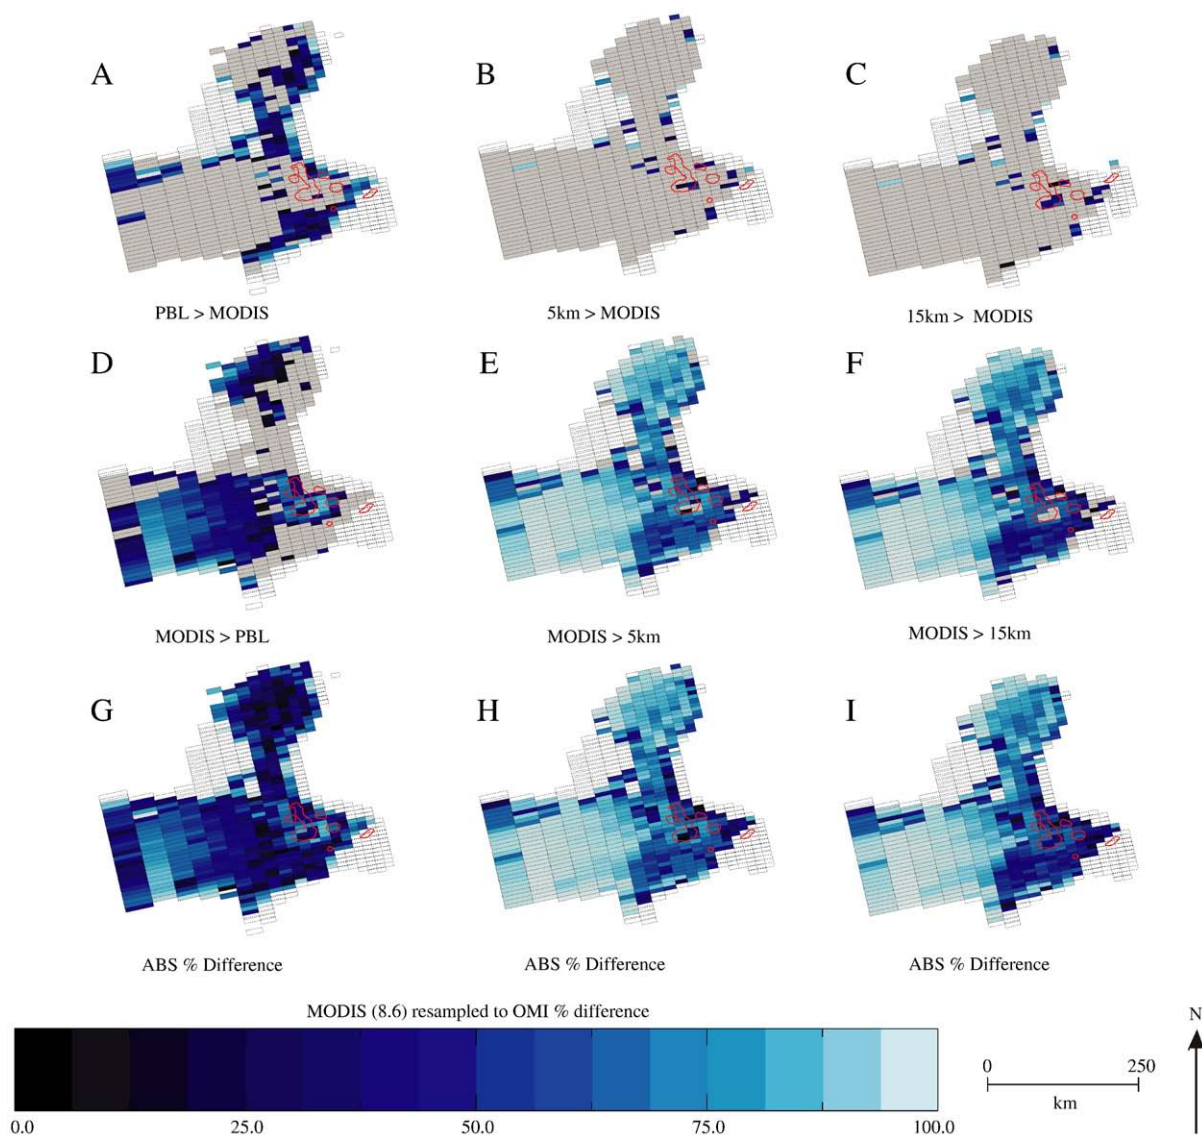 A B C
PBL > MODIS 5km > MODIS 15km > MODIS
D E F
MODIS > PBL MODIS > 5km MODIS > 15km
G H I
ABS % Difference ABS % Difference ABS % Difference
MODIS (8.6) resampled to OMI % difference
N
0 250
km
0.0 25.0 50.0 75.0 100.0